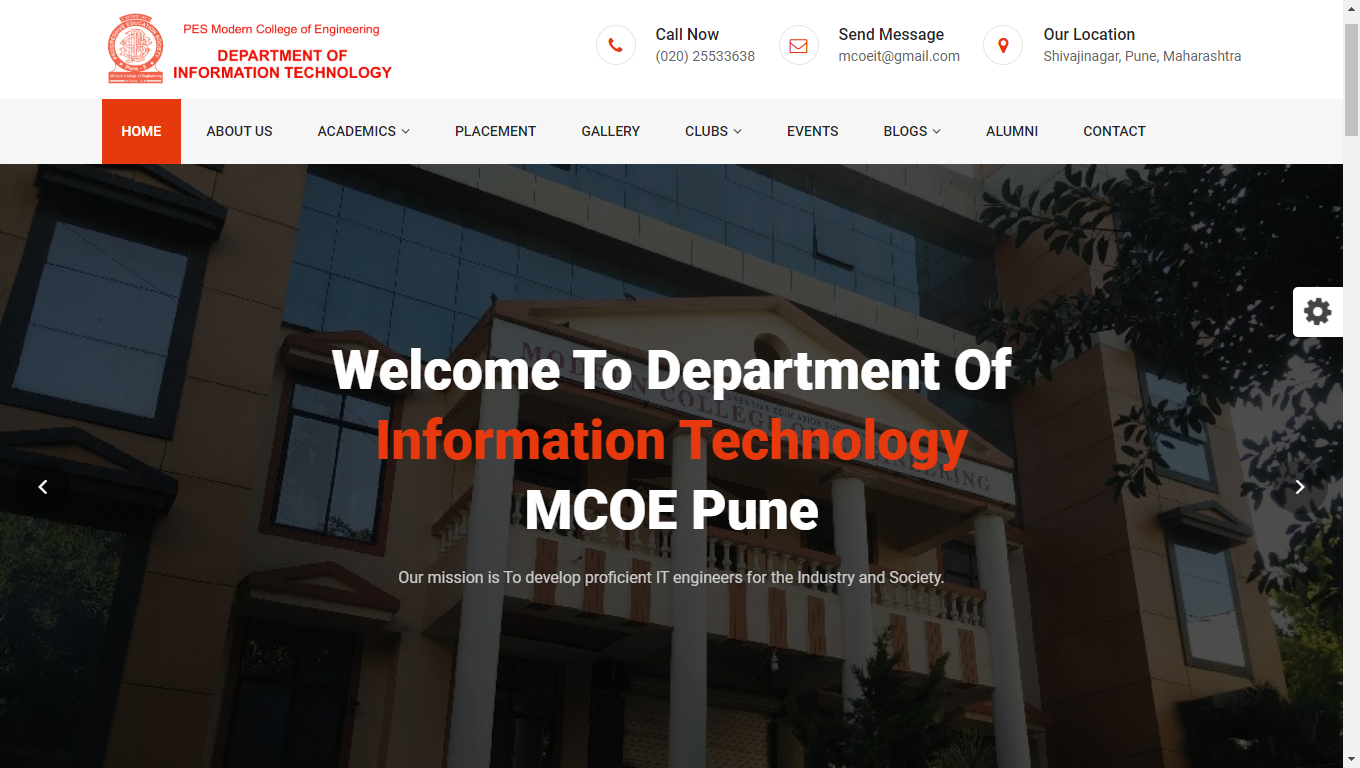 PES Modern College of Engineering
DEPARTMENT OF
INFORMATION TECHNOLOGY
Call Now
(020) 25533638
Send Message
mcoeit@gmail.com
Our Location
Shivajinagar, Pune, Maharashtra
HOME
ABOUT US
ACADEMICS
PLACEMENT
GALLERY
CLUBS
EVENTS
BLOGS
ALUMNI
CONTACT
Welcome To Department Of
Information Technology
MCOE Pune
Our mission is To develop proficient IT engineers for the Industry and Society.